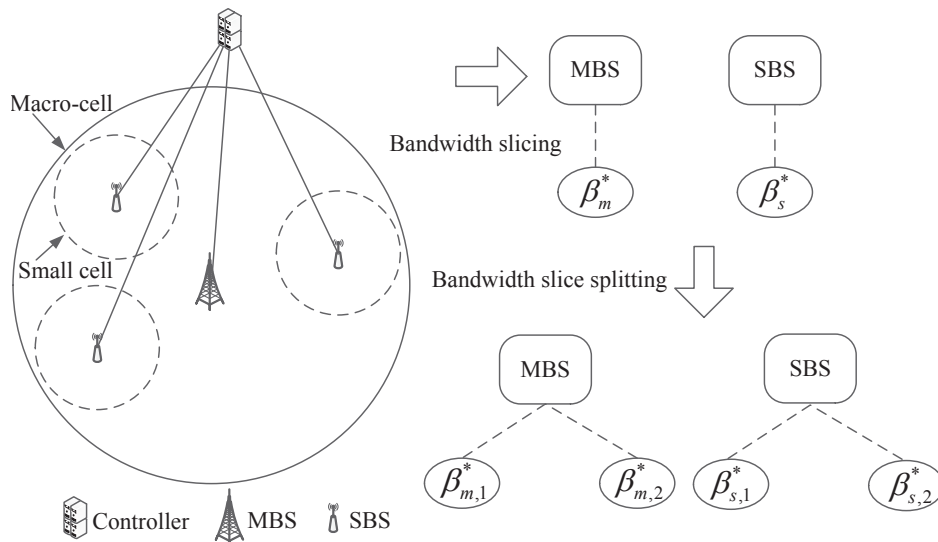 Macro-cell
Small cell
Controller
MBS
SBS
MBS
SBS
Bandwidth slicing
β*m
β*s
Bandwidth slice splitting
MBS
SBS
β*m,1
β*m,2
β*s,1
β*s,2